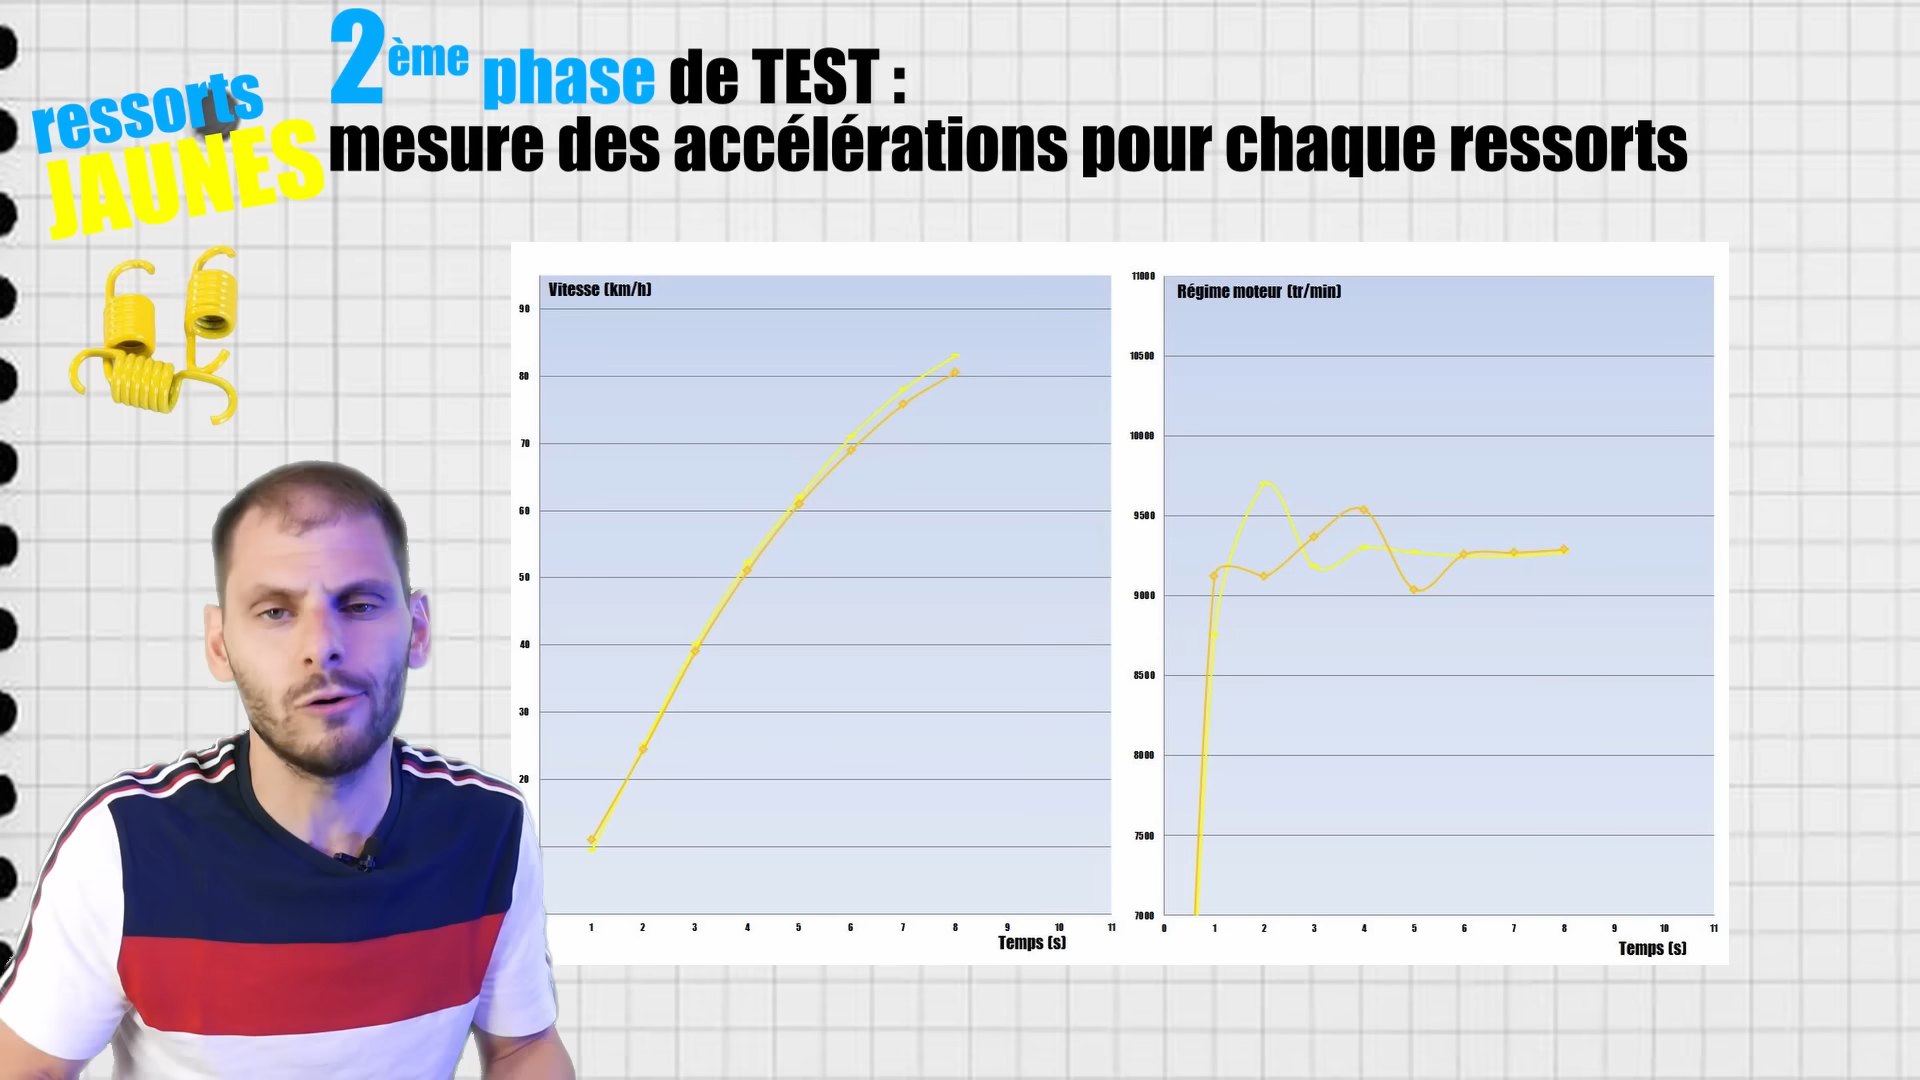 2ème phase de TEST :
mesure des accélérations pour chaque ressorts
ressorts
JAUNES
Vitesse (km/h)
90
80
70
60
50
40
30
20
1 2 3 4 5 6 7 8 9 10 11
Temps (s)
Régime moteur (tr/min)
11000
10500
10000
9500
9000
8500
8000
7500
7000
0 1 2 3 4 5 6 7 8 9 10 11
Temps (s)